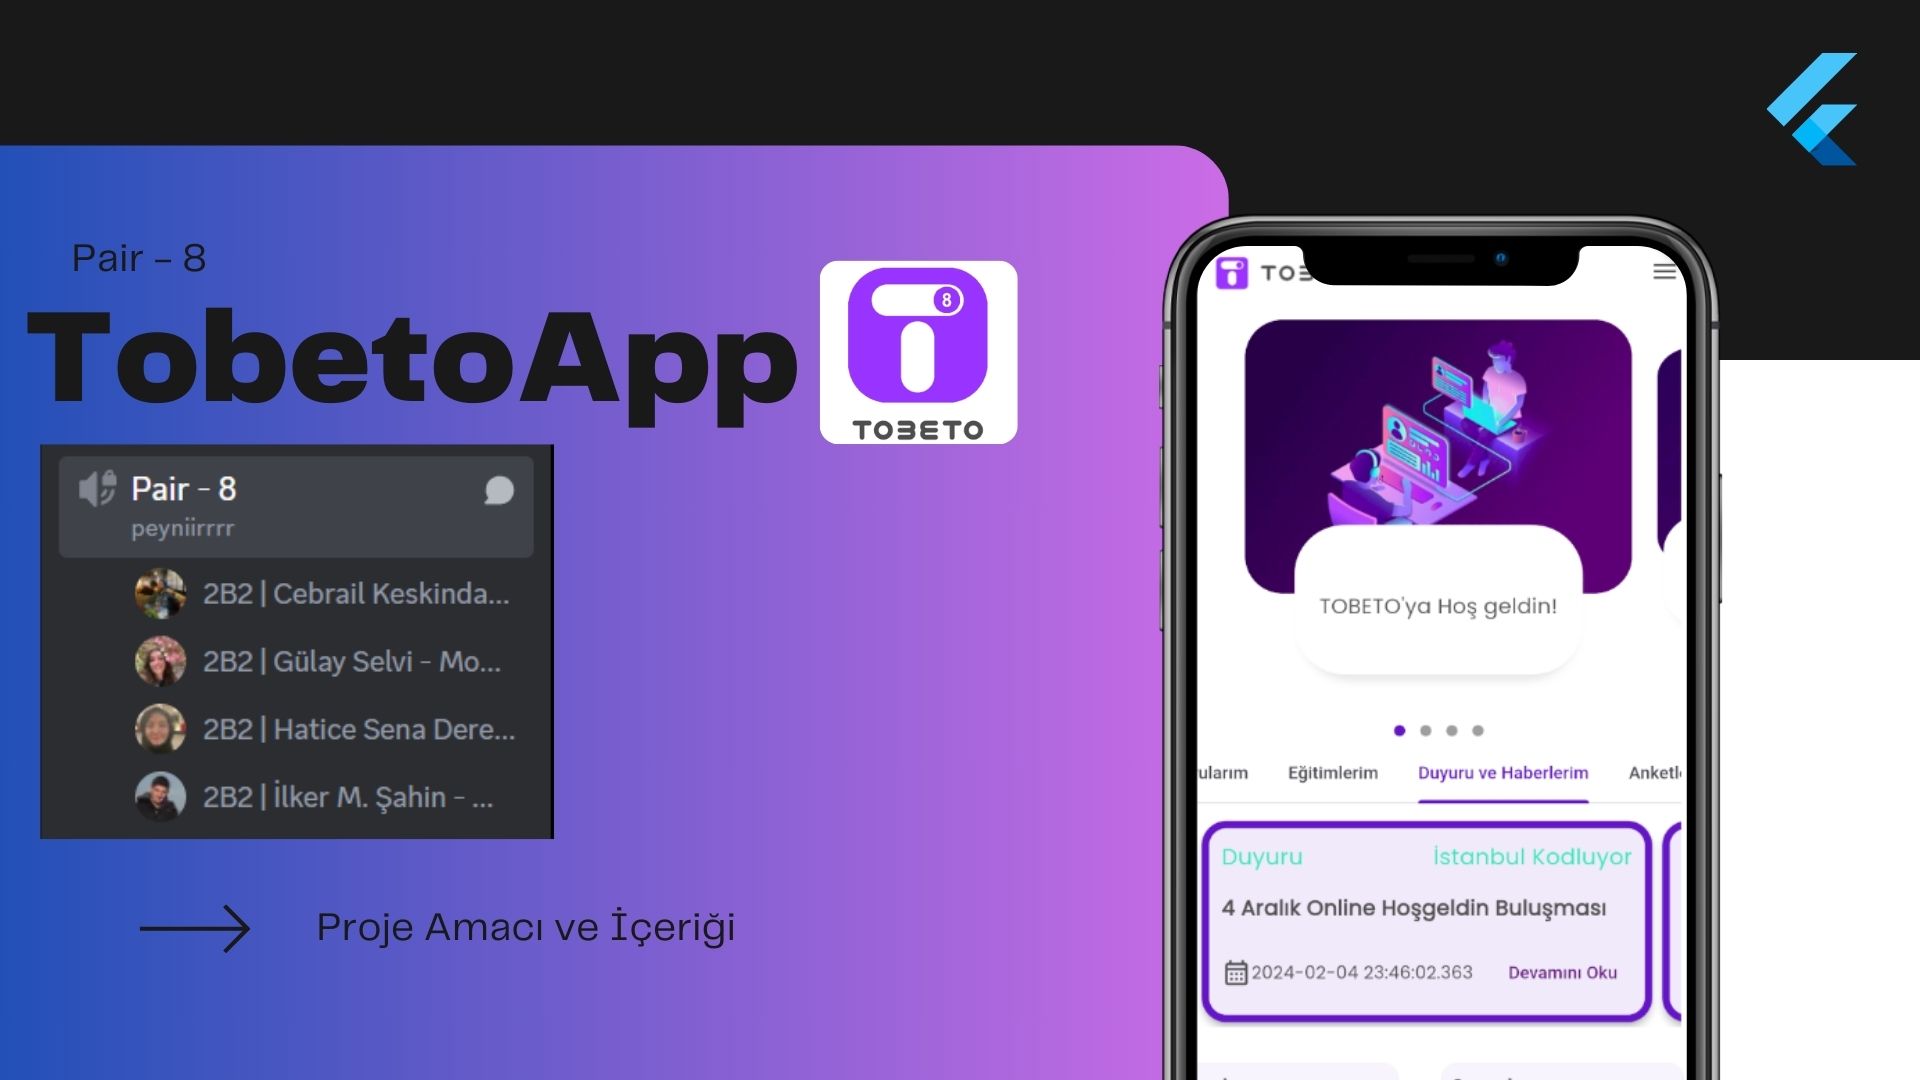 Pair – 8
TobetoApp
8
TOBETO
Pair - 8
peyniirrrr
2B2 | Cebrail Keskinda...
2B2 | Gülay Selvi - Mo...
2B2 | Hatice Sena Dere...
2B2 | İlker M. Şahin - ...
Proje Amacı ve İçeriği
TOBE
TOBETO'ya Hoş geldin!
ularım Eğitimlerim Duyuru ve Haberlerim Anketl
Duyuru İstanbul Kodluyor
4 Aralık Online Hoşgeldin Buluşması
2024-02-04 23:46:02.363 Devamını Oku